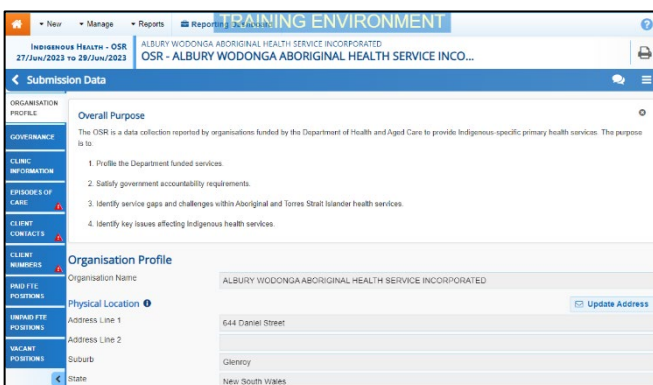 New
Manage
Reports
Reporting
TRAINING ENVIRONMENT
INDIGENOUS HEALTH - OSR
27/JUN/2023 TO 29/JUN/2023
ALBURY WODONGA ABORIGINAL HEALTH SERVICE INCORPORATED
OSR - ALBURY WODONGA ABORIGINAL HEALTH SERVICE INCO...
Submission Data
ORGANISATION
PROFILE
GOVERNANCE
CLINIC
INFORMATION
EPISODES OF
CARE
CLIENT
CONTACTS
CLIENT
NUMBERS
PAID FTE
POSITIONS
UNPAID FTE
POSITIONS
VACANT
POSITIONS
Overall Purpose
The OSR is a data collection reported by organisations funded by the Department of Health and Aged Care to provide Indigenous-specific primary health services. The purpose
is to:
1. Profile the Department funded services.
2. Satisfy government accountability requirements.
3. Identify service gaps and challenges within Aboriginal and Torres Strait Islander health services.
4. Identify key issues affecting Indigenous health services.
Organisation Profile
Organisation Name
ALBURY WODONGA ABORIGINAL HEALTH SERVICE INCORPORATED
Physical Location
Update Address
Address Line 1
644 Daniel Street
Address Line 2
Suburb
Glenroy
State
New South Wales